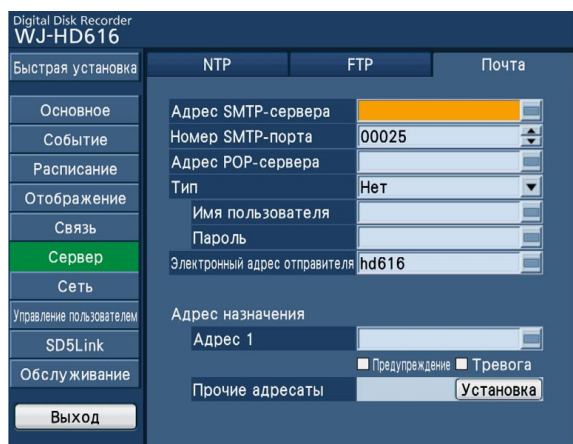 Digital Disk Recorder
WJ-HD616
Быстрая установка
Основное
Событие
Расписание
Отображение
Связь
Сервер
Сеть
Управление пользователем
SD5Link
Обслуживание
Выход
NTP
FTP
Почта
Адрес SMTP-сервера
Номер SMTP-порта 00025
Адрес POP-сервера
Тип Нет
Имя пользователя
Пароль
Электронный адрес отправителя hd616
Адрес назначения
Адрес 1
Предупреждение Тревога
Прочие адресаты Установка